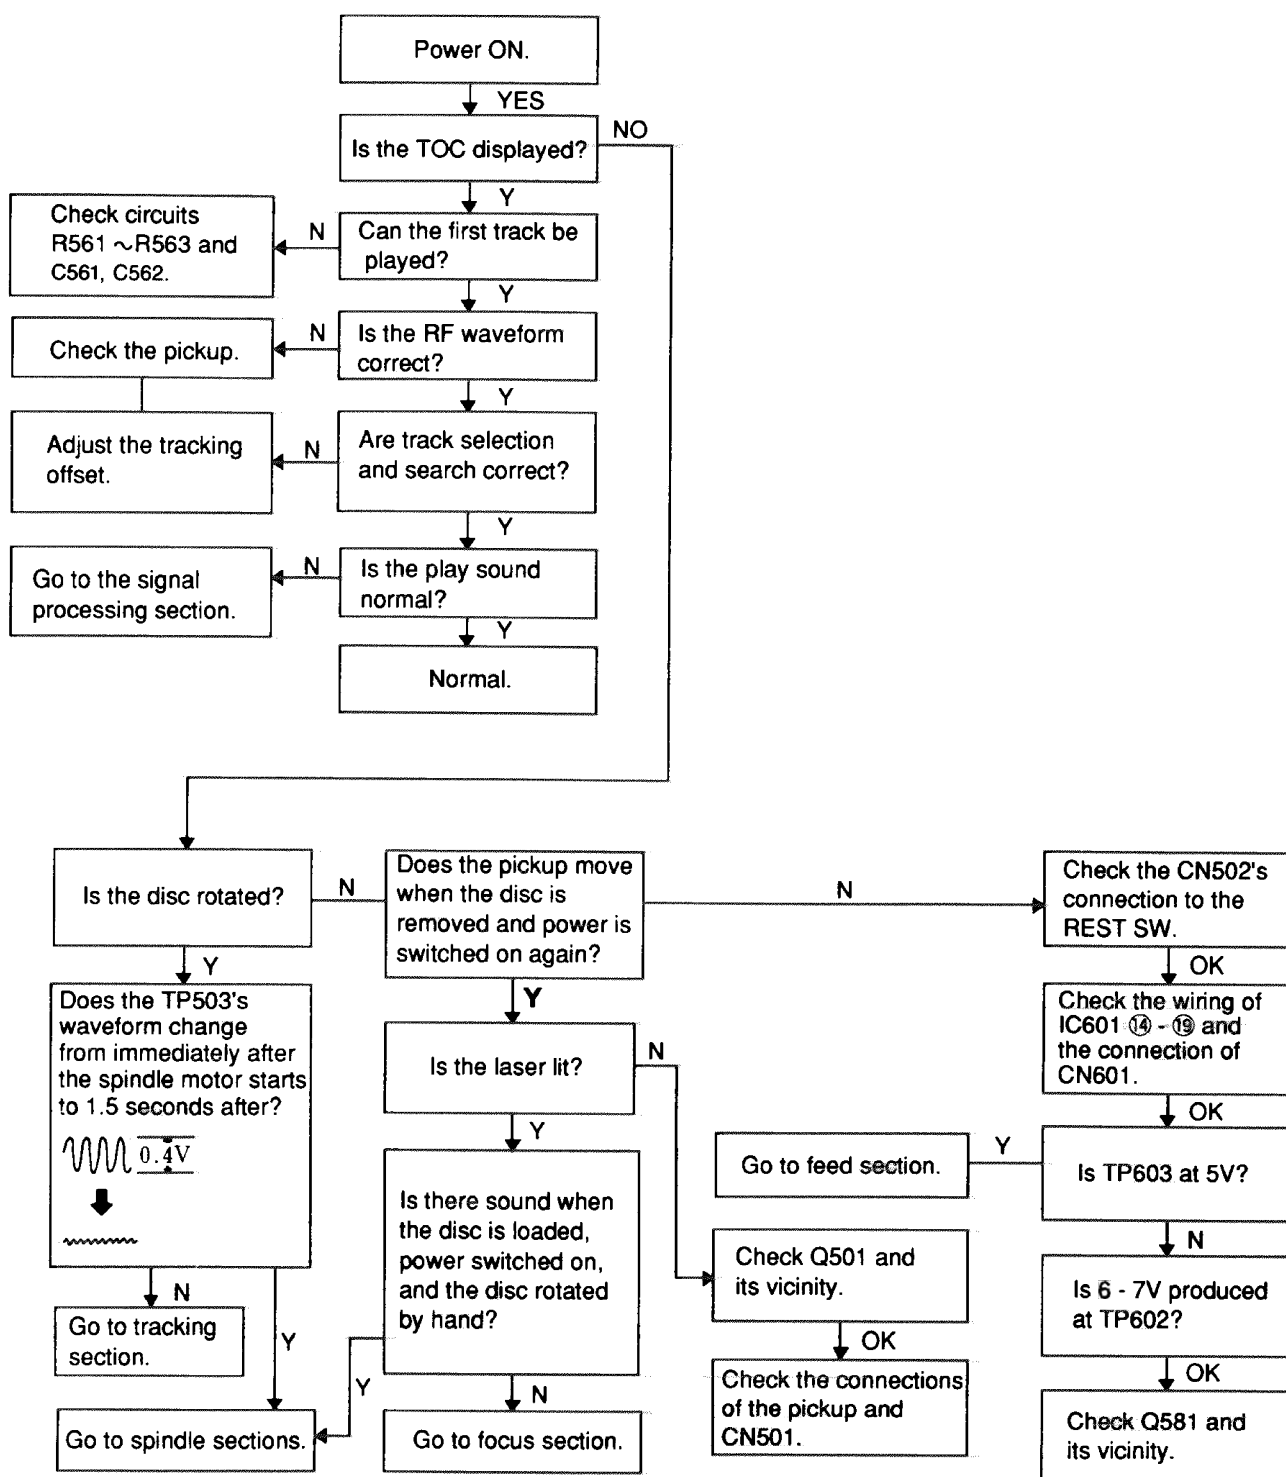 Power ON.
YES
Is the TOC displayed?
NO
Y
Check circuits
R561 ~R563 and
C561, C562.
N
Can the first track be
played?
Y
Check the pickup.
N
Is the RF waveform
correct?
Y
Adjust the tracking
offset.
N
Are track selection
and search correct?
Y
Go to the signal
processing section.
N
Is the play sound
normal?
Y
Normal.
Is the disc rotated?
N
Does the pickup move
when the disc is
removed and power is
switched on again?
N
Check the CN502's
connection to the
REST SW.
Y
Y
OK
Does the TP503's
waveform change
from immediately after
the spindle motor starts
to 1.5 seconds after?
0.4V
Is the laser lit?
N
Check the wiring of
IC601 ⑭ - ⑲ and
the connection of
CN601.
Y
OK
Is there sound when
the disc is loaded,
power switched on,
and the disc rotated
by hand?
Go to feed section.
Y
Is TP603 at 5V?
N
Check Q501 and
its vicinity.
Is 6 - 7V produced
at TP602?
N
Go to tracking
section.
Y
Y
N
OK
OK
Check the connections
of the pickup and
CN501.
Check Q581 and
its vicinity.
Go to spindle sections.
Go to focus section.